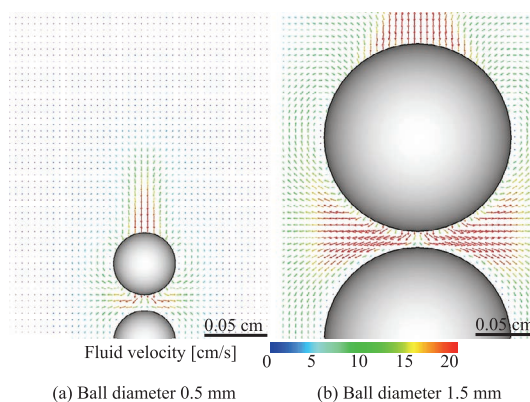 0.05 cm
0.05 cm
Fluid velocity [cm/s]
0 5 10 15 20
(a) Ball diameter 0.5 mm
(b) Ball diameter 1.5 mm